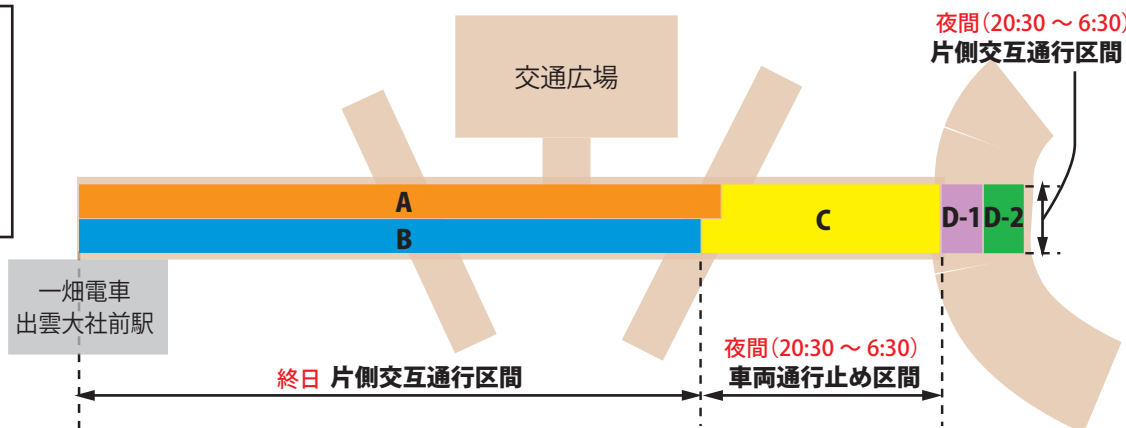 夜間(20:30 ～ 6:30)
片側交互通行区間
交通広場
A
B
C
D-1
D-2
一畑電車
出雲大社前駅
終日 片側交互通行区間
夜間(20:30 ～ 6:30)
車両通行止め区間